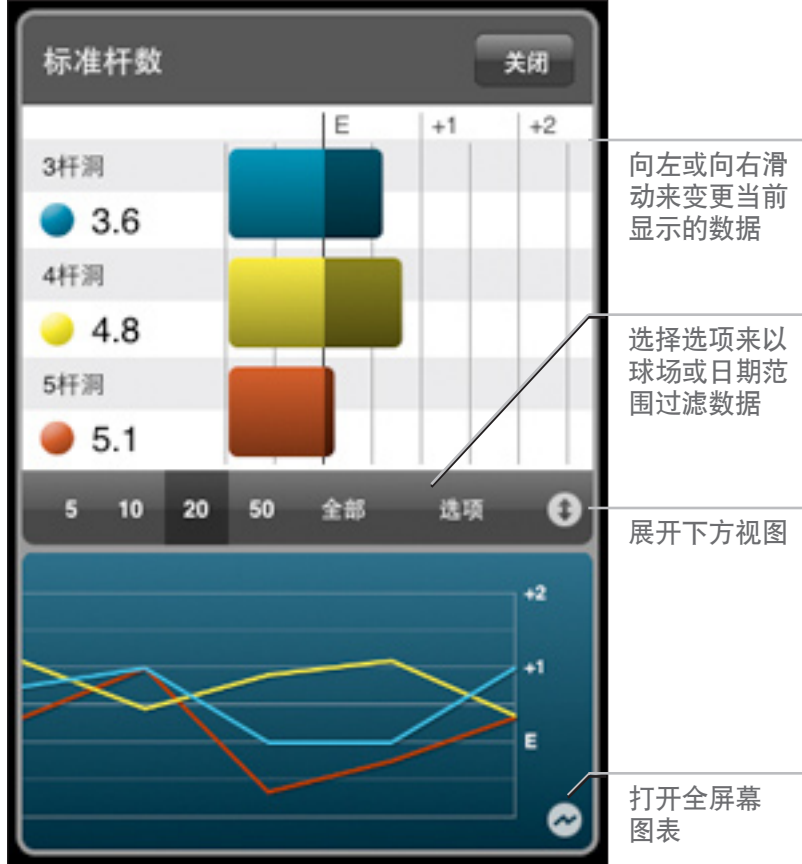 标准杆数
关闭
E +1 +2
3杆洞
3.6
4杆洞
4.8
5杆洞
5.1
5 10 20 50 全部 选项
+2
+1
E
向左或向右滑
动来变更当前
显示的数据
选择选项来以
球场或日期范
围过滤数据
展开下方视图
打开全屏幕
图表